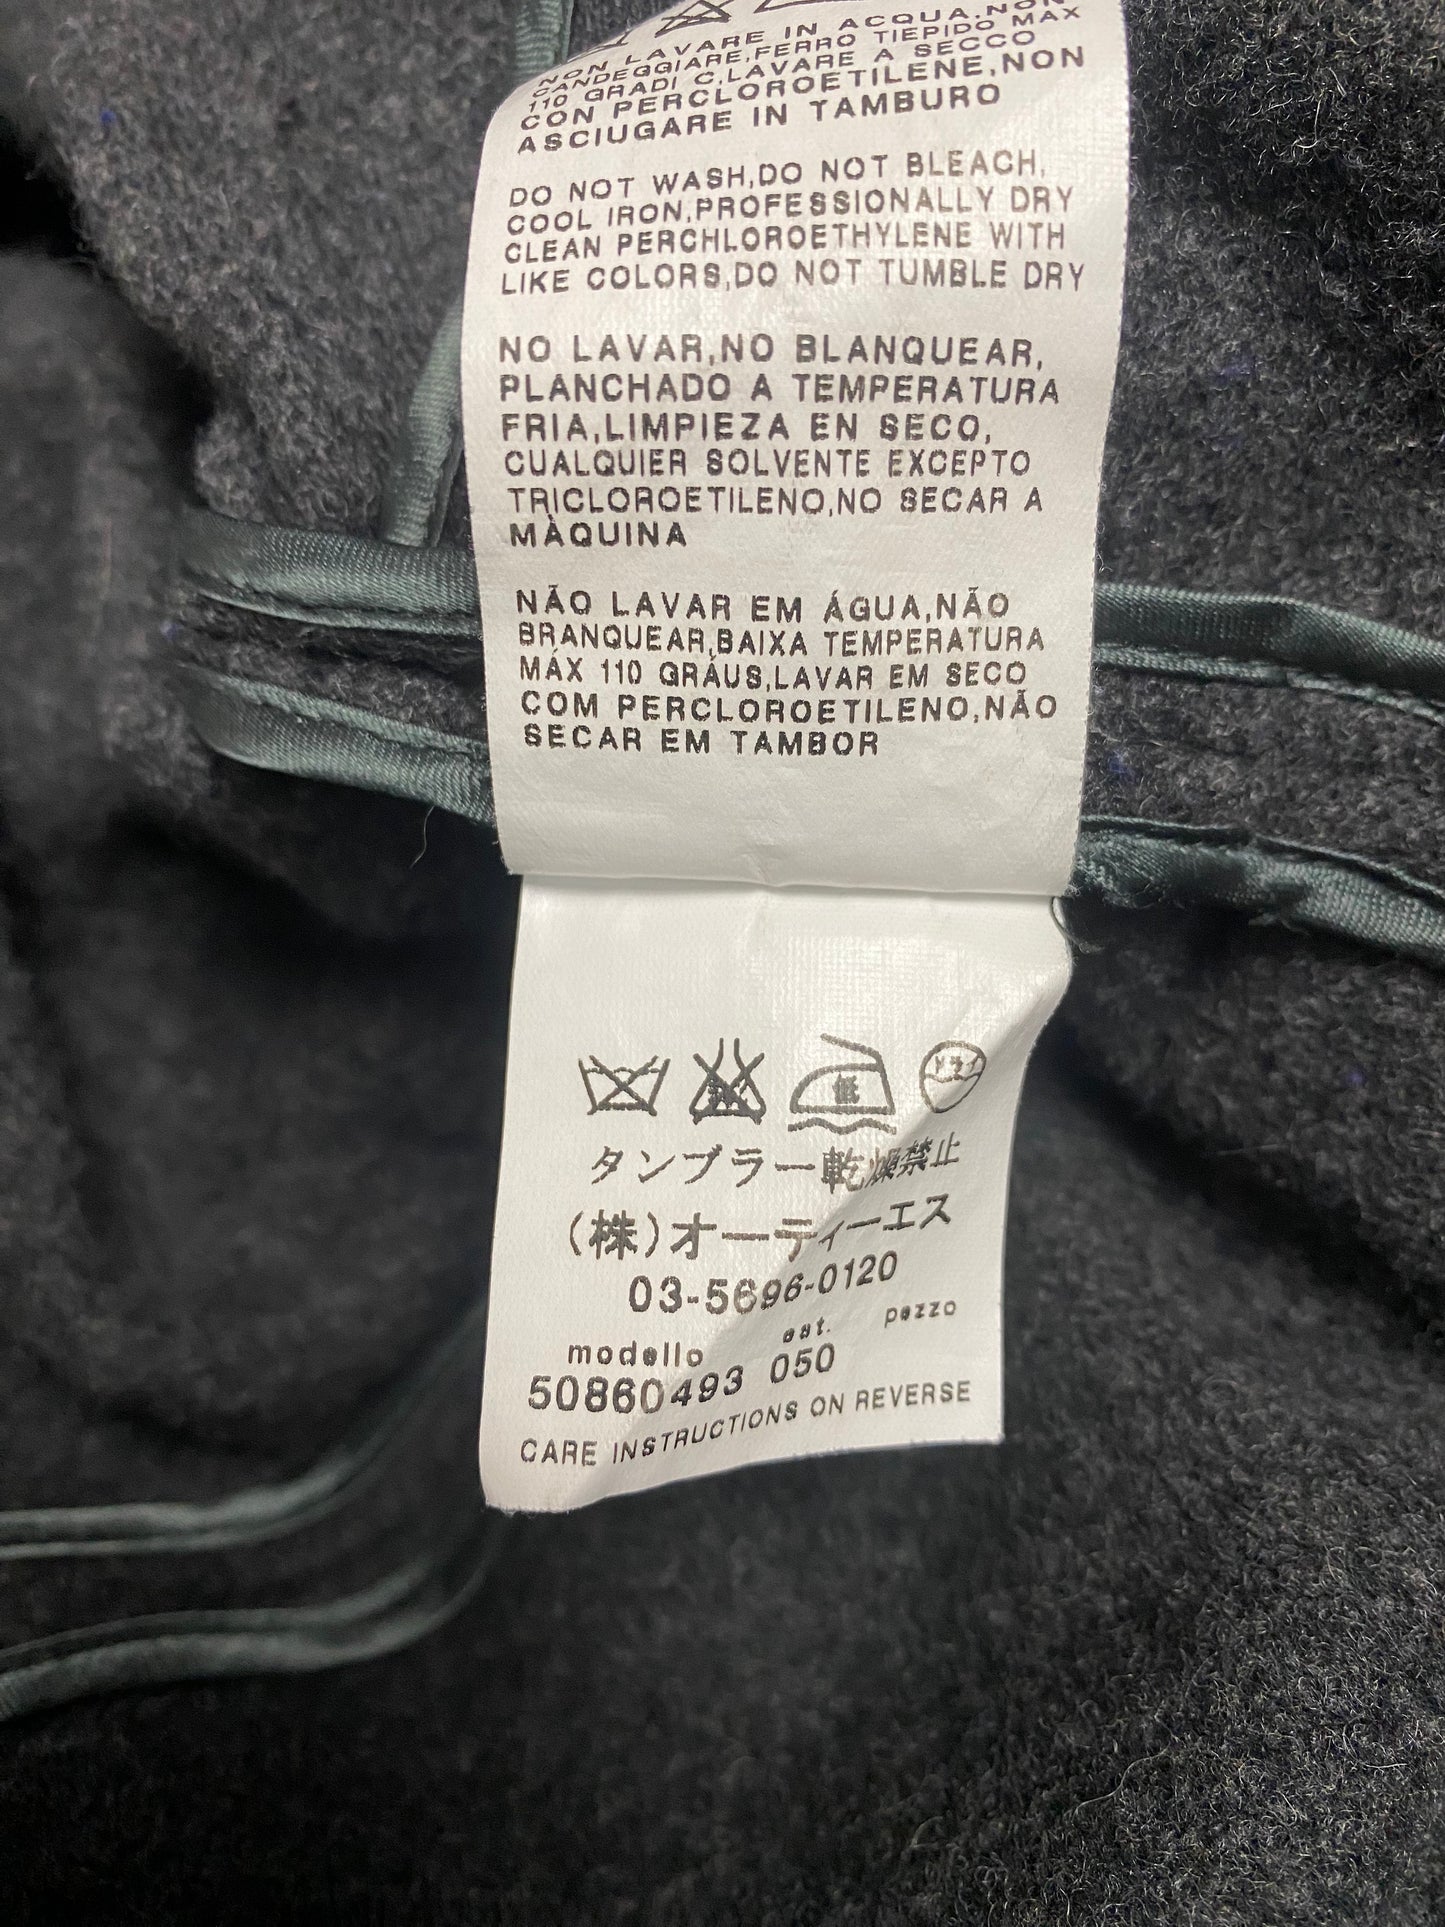 NON LAVARE IN ACQUA,NON
CANDEGGIARE,FERRO TIEPIDO MAX
110 GRADI C,LAVARE A SECCO
CON PERCLOROETILENE,NON
ASCIUGARE IN TAMBURO
DO NOT WASH,DO NOT BLEACH,
COOL IRON,PROFESSIONALLY DRY
CLEAN PERCHLOROETHYLENE WITH
LIKE COLORS,DO NOT TUMBLE DRY
NO LAVAR,NO BLANQUEAR,
PLANCHADO A TEMPERATURA
FRIA,LIMPIEZA EN SECO,
CUALQUIER SOLVENTE EXCEPTO
TRICLOROETILENO,NO SECAR A
MÀQUINA
NÃO LAVAR EM ÁGUA,NÃO
BRANQUEAR,BAIXA TEMPERATURA
MÁX 110 GRÁUS,LAVAR EM SECO
COM PERCLOROETILENO,NÃO
SECAR EM TAMBOR
低 ドライ
タンブラー乾燥禁止
(株)オーティーエス
03-5696-0120
modello est. pezzo
50860493 050
CARE INSTRUCTIONS ON REVERSE